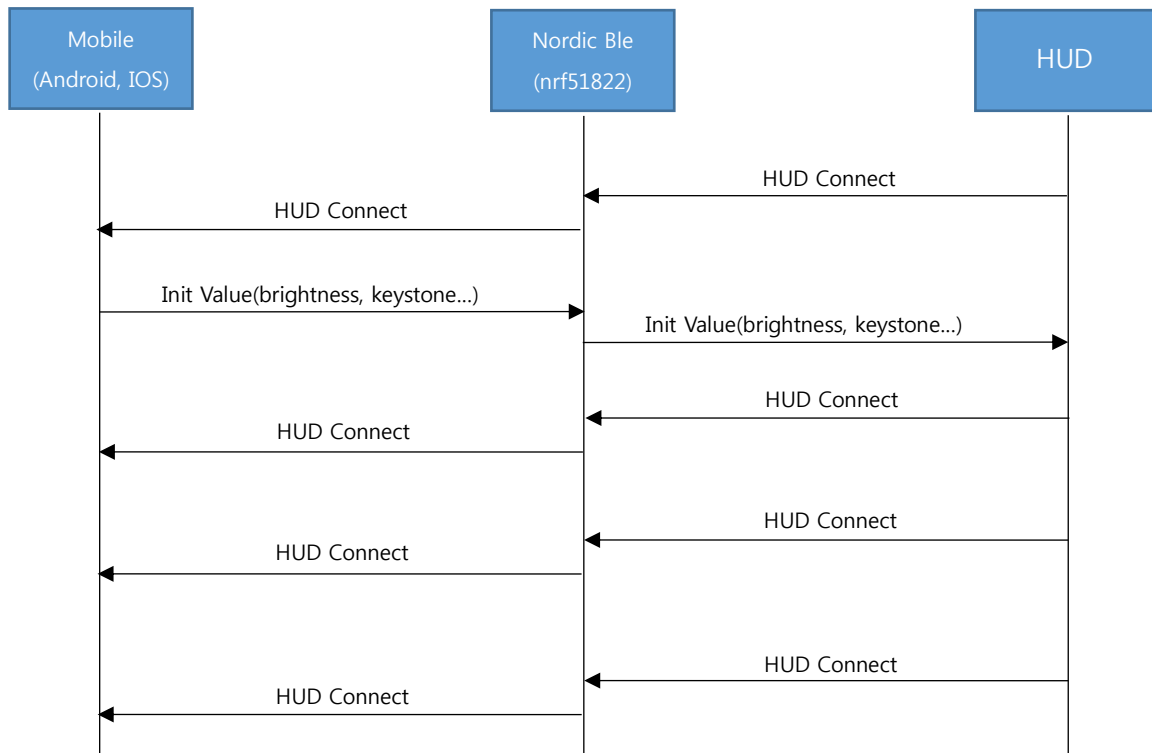 Mobile
(Android, IOS)
Nordic Ble
(nrf51822)
HUD
HUD Connect
HUD Connect
Init Value(brightness, keystone...)
Init Value(brightness, keystone...)
HUD Connect
HUD Connect
HUD Connect
HUD Connect
HUD Connect
HUD Connect